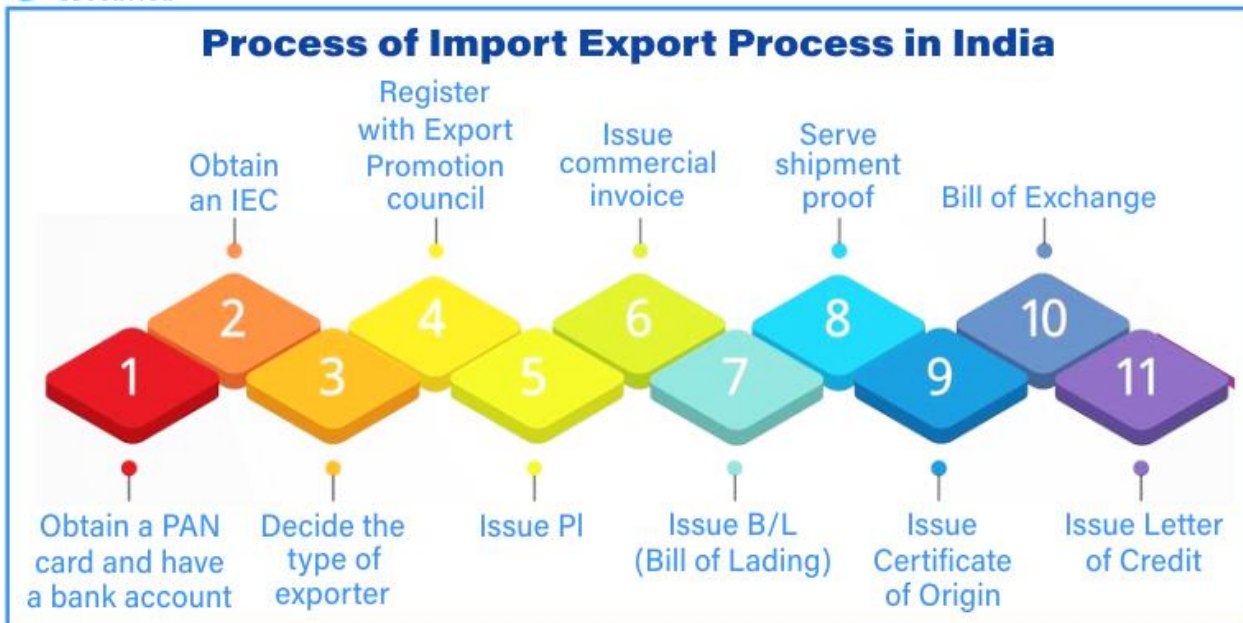 Process of Import Export Process in India
Register
with Export
Promotion
council
Obtain
an IEC
Issue
commercial
invoice
Serve
shipment
proof
Bill of Exchange
1
2
3
4
5
6
7
8
9
10
11
Obtain a PAN
card and have
a bank account
Decide the
type of
exporter
Issue PI
Issue B/L
(Bill of Lading)
Issue
Certificate
of Origin
Issue Letter
of Credit